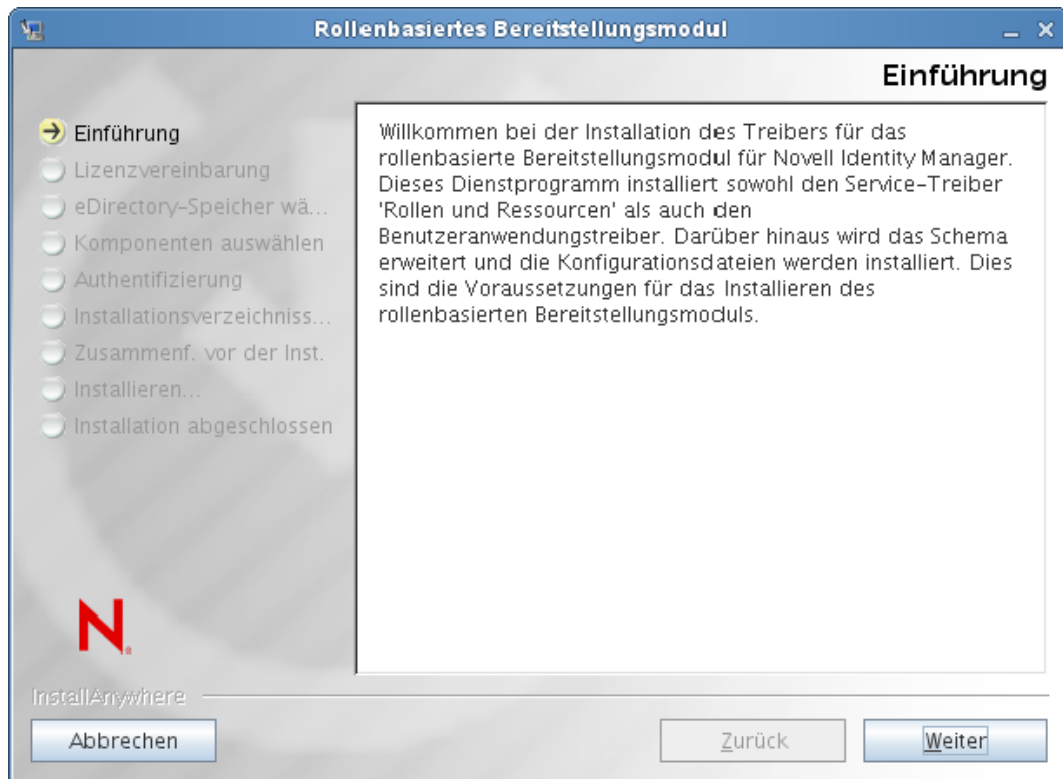 Rollenbasiertes Bereitstellungsmodul
Einführung
Einführung
Lizenzvereinbarung
eDirectory-Speicher wä...
Komponenten auswählen
Authentifizierung
Installationsverzeichniss...
Zusammenf. vor der Inst.
Installieren...
Installation abgeschlossen
Willkommen bei der Installation des Treibers für das
rollenbasierte Bereitstellungsmodul für Novell Identity Manager.
Dieses Dienstprogramm installiert sowohl den Service-Treiber
'Rollen und Ressourcen' als auch den
Benutzeranwendungstreiber. Darüber hinaus wird das Schema
erweitert und die Konfigurationsdateien werden installiert. Dies
sind die Voraussetzungen für das Installieren des
rollenbasierten Bereitstellungsmoduls.
N
InstallAnywhere
Abbrechen
Zurück
Weiter